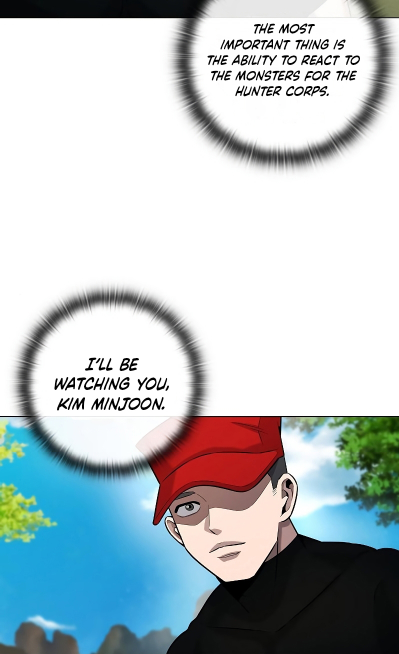 THE MOST
IMPORTANT THING IS
THE ABILITY TO REACT TO
THE MONSTERS FOR THE
HUNTER CORPS.
I'LL BE
WATCHING YOU,
KIM MINJOON.